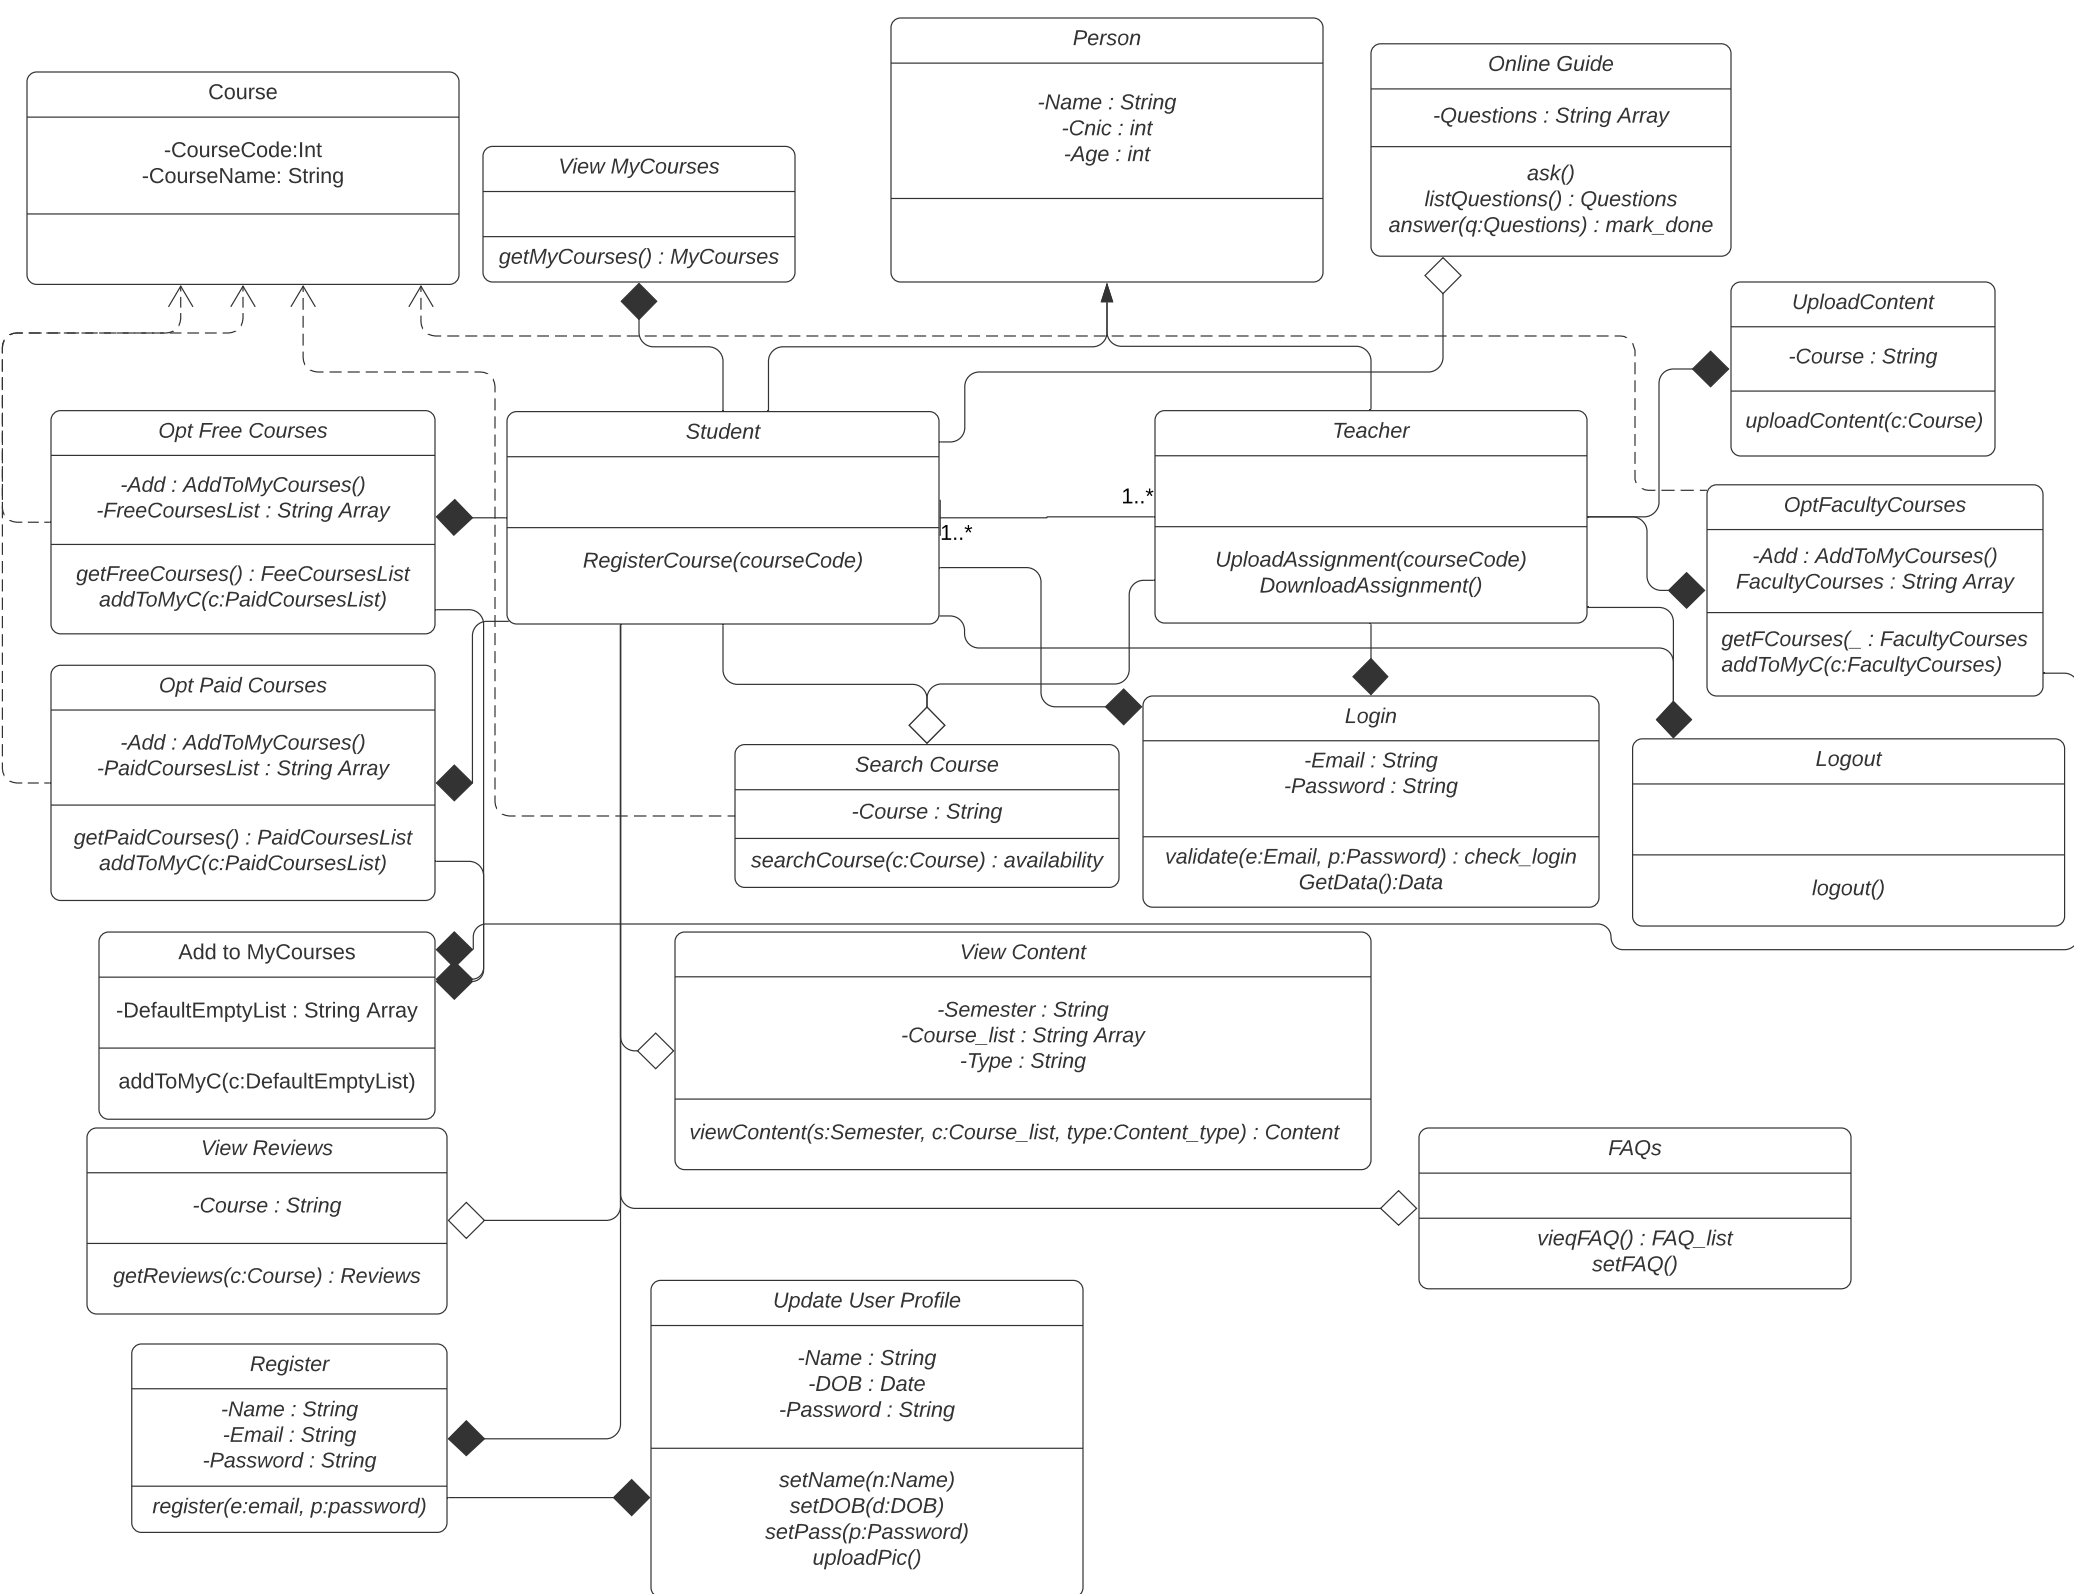 Person
-Name : String
-Cnic : int
-Age : int
Online Guide
-Questions : String Array
ask()
listQuestions() : Questions
answer(q:Questions) : mark_done
Course
-CourseCode:Int
-CourseName: String
View MyCourses
getMyCourses() : MyCourses
UploadContent
-Course : String
uploadContent(c:Course)
Opt Free Courses
-Add : AddToMyCourses()
-FreeCoursesList : String Array
getFreeCourses() : FeeCoursesList
addToMyC(c:PaidCoursesList)
Student
RegisterCourse(courseCode)
1..*
1..*
Teacher
UploadAssignment(courseCode)
DownloadAssignment()
OptFacultyCourses
-Add : AddToMyCourses()
FacultyCourses : String Array
getFCourses(_ : FacultyCourses
addToMyC(c:FacultyCourses)
Opt Paid Courses
-Add : AddToMyCourses()
-PaidCoursesList : String Array
getPaidCourses() : PaidCoursesList
addToMyC(c:PaidCoursesList)
Search Course
-Course : String
searchCourse(c:Course) : availability
Login
-Email : String
-Password : String
validate(e:Email, p:Password) : check_login
GetData():Data
Logout
logout()
Add to MyCourses
-DefaultEmptyList : String Array
addToMyC(c:DefaultEmptyList)
View Content
-Semester : String
-Course_list : String Array
-Type : String
viewContent(s:Semester, c:Course_list, type:Content_type) : Content
View Reviews
-Course : String
getReviews(c:Course) : Reviews
FAQs
vieqFAQ() : FAQ_list
setFAQ()
Register
-Name : String
-Email : String
-Password : String
register(e:email, p:password)
Update User Profile
-Name : String
-DOB : Date
-Password : String
setName(n:Name)
setDOB(d:DOB)
setPass(p:Password)
uploadPic()